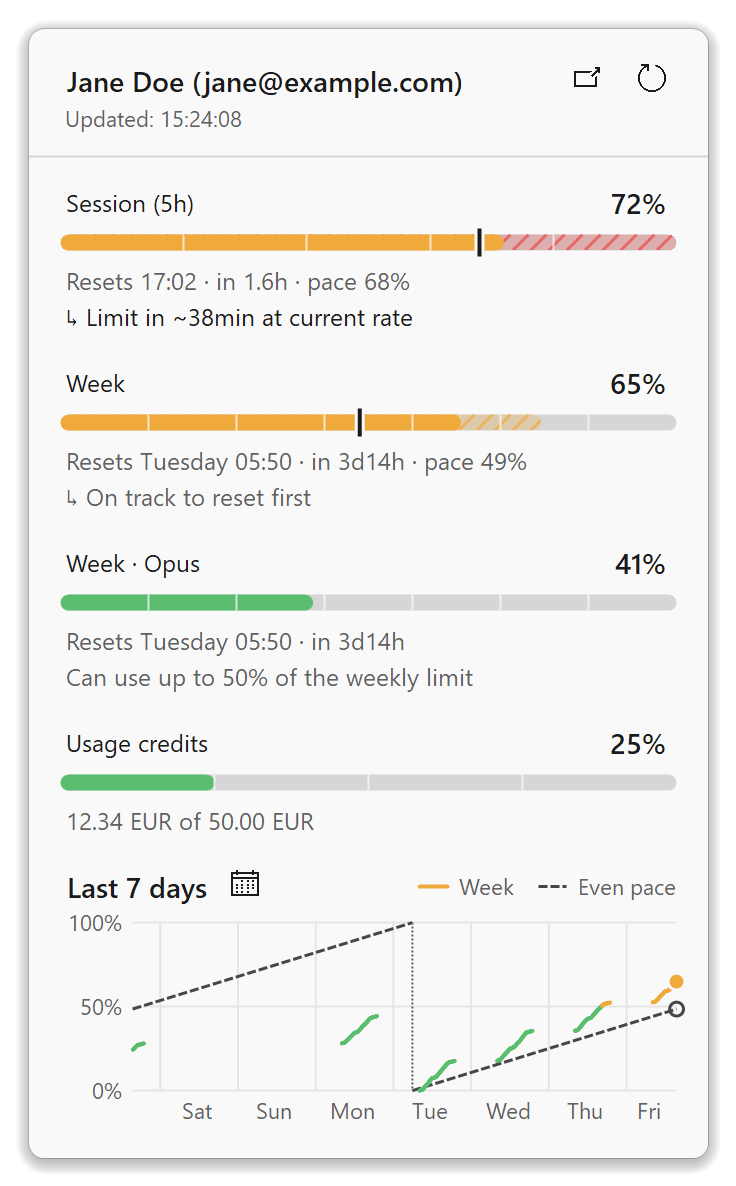 Jane Doe (jane@example.com)
Updated: 15:24:08
Session (5h) 72%
Resets 17:02 · in 1.6h · pace 68%
↳ Limit in ~38min at current rate
Week 65%
Resets Tuesday 05:50 · in 3d14h · pace 49%
↳ On track to reset first
Week · Opus 41%
Resets Tuesday 05:50 · in 3d14h
Can use up to 50% of the weekly limit
Usage credits 25%
12.34 EUR of 50.00 EUR
Last 7 days Week Even pace
100%
50%
0%
Sat Sun Mon Tue Wed Thu Fri